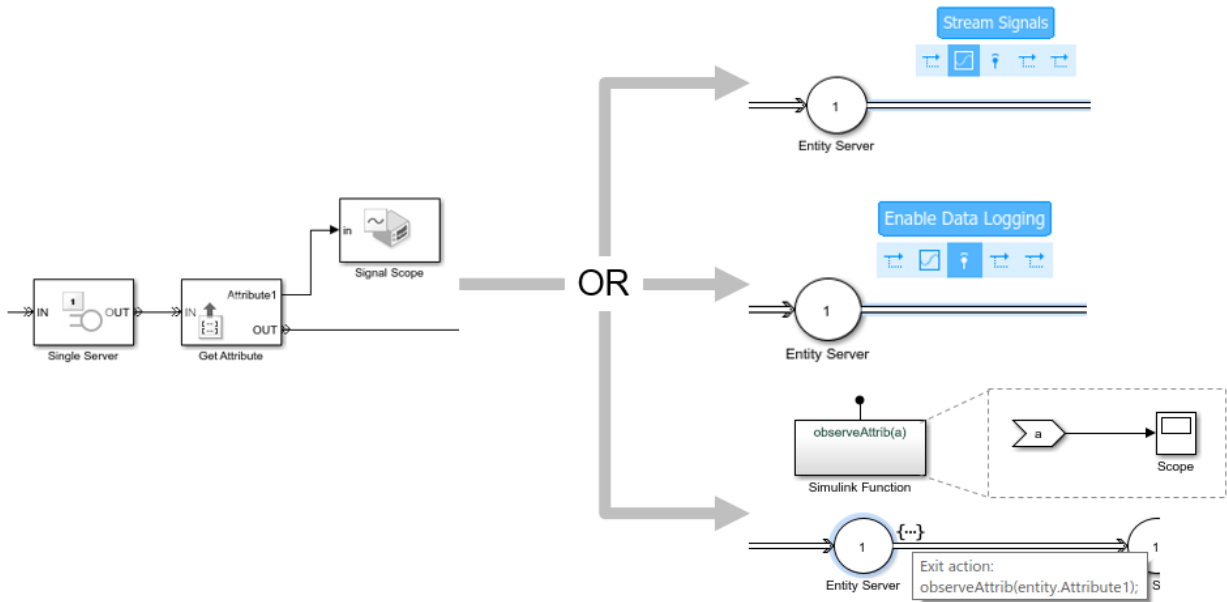 Stream Signals
1
Entity Server
Enable Data Logging
1
Entity Server
OR
in
Signal Scope
IN
1
OUT
Single Server
IN
Attribute1
OUT
Get Attribute
observeAttrib(a)
Simulink Function
a
Scope
1
{...}
Entity Server
1
S
Exit action:
observeAttrib(entity.Attribute1);